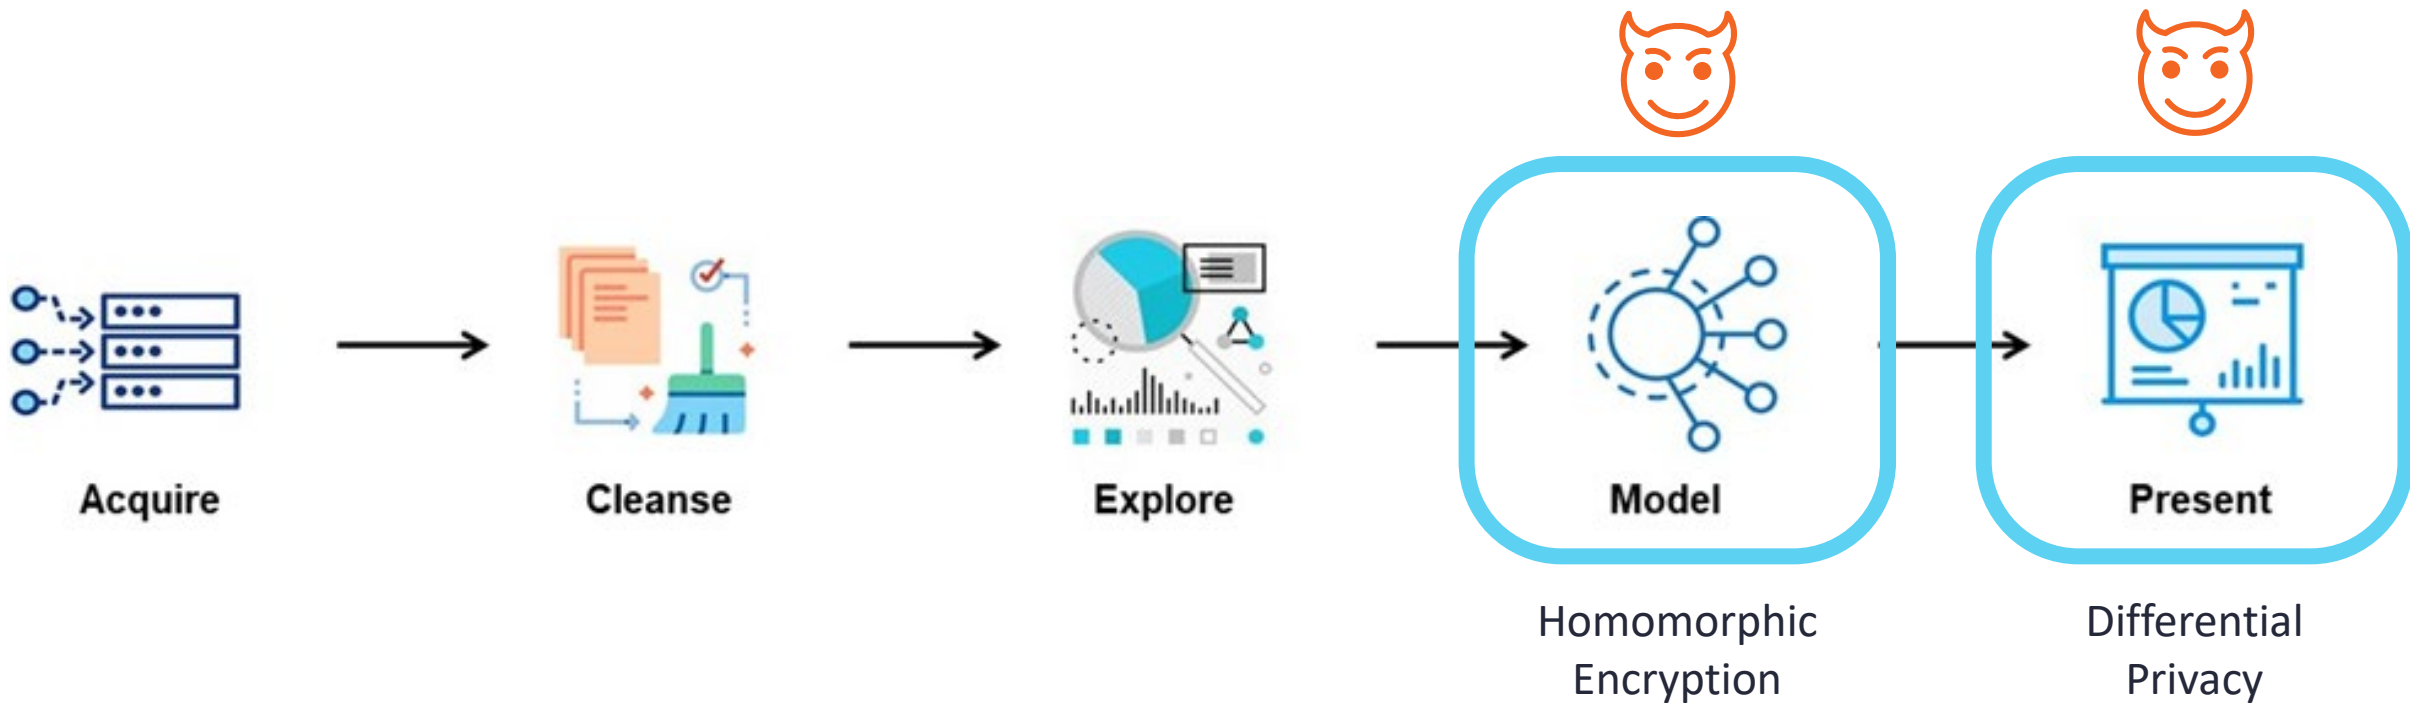 Acquire
Cleanse
Explore
Model
Present
Homomorphic
Encryption
Differential
Privacy